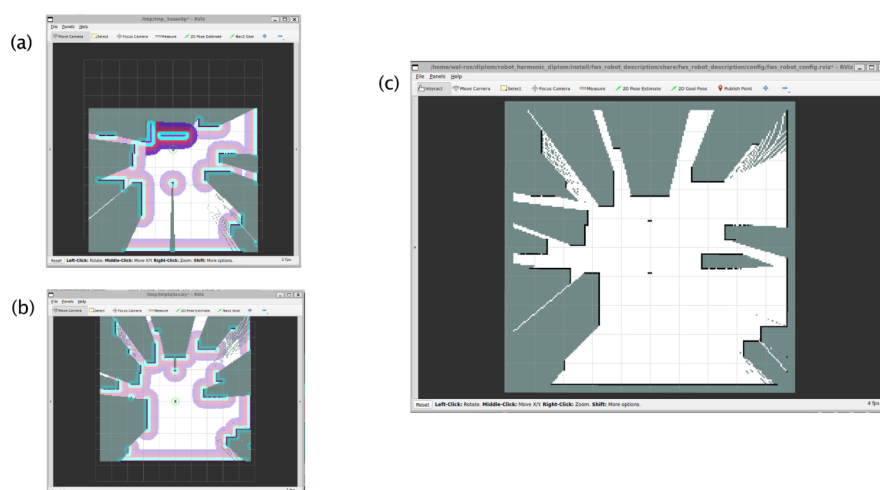 (a)
/tmp/tmp_3uswelp* - RViz
File Panels Help
Move Camera Select Focus Camera Measure 2D Pose Estimate Nav2 Goal
Reset Left-Click: Rotate. Middle-Click: Move X/Y. Right-Click: Zoom. Shift: More options.
(b)
File Panels Help
Move Camera Select Focus Camera Measure 2D Pose Estimate Nav2 Goal
(c)
/home/wsl-ros/diplom/robot_harmonic_diplom/install/fws_robot_description/share/fws_robot_description/config/fws_robot_config.rviz* - RViz
File Panels Help
Interact Move Camera Select Focus Camera Measure 2D Pose Estimate 2D Goal Pose Publish Point
Reset Left-Click: Rotate. Middle-Click: Move X/Y. Right-Click: Zoom. Shift: More options.
4 fps